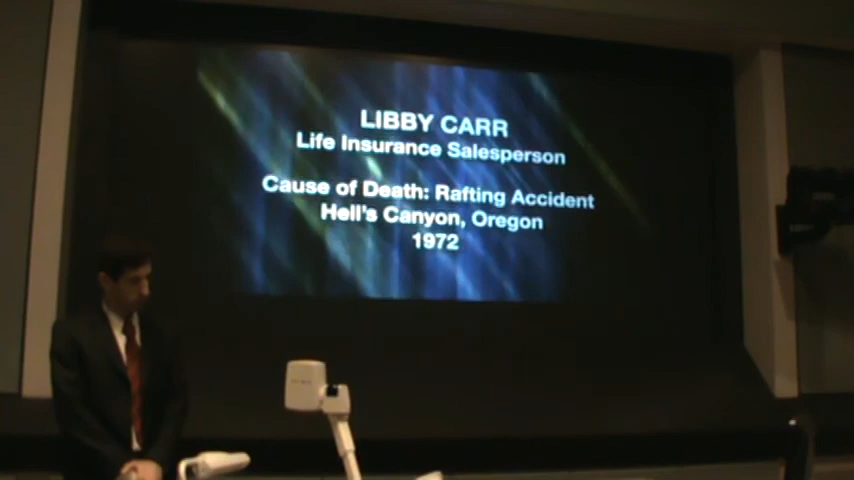 LIBBY CARR
Life Insurance Salesperson
Cause of Death: Rafting Accident
Hell's Canyon, Oregon
1972